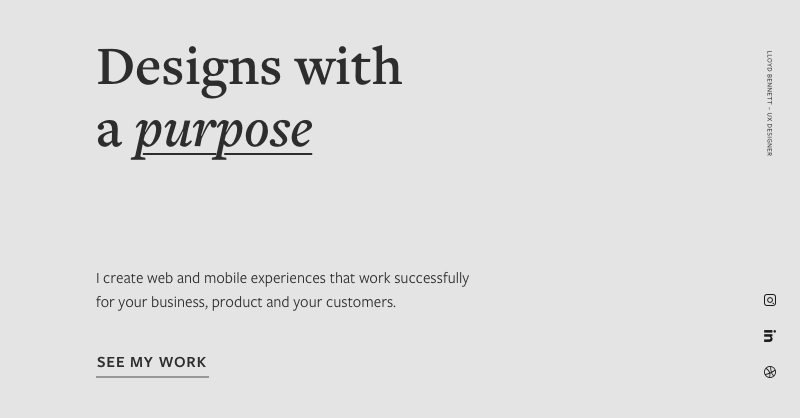 Designs with
a purpose
I create web and mobile experiences that work successfully
for your business, product and your customers.
SEE MY WORK
LLOYD BENNETT – UX DESIGNER
in